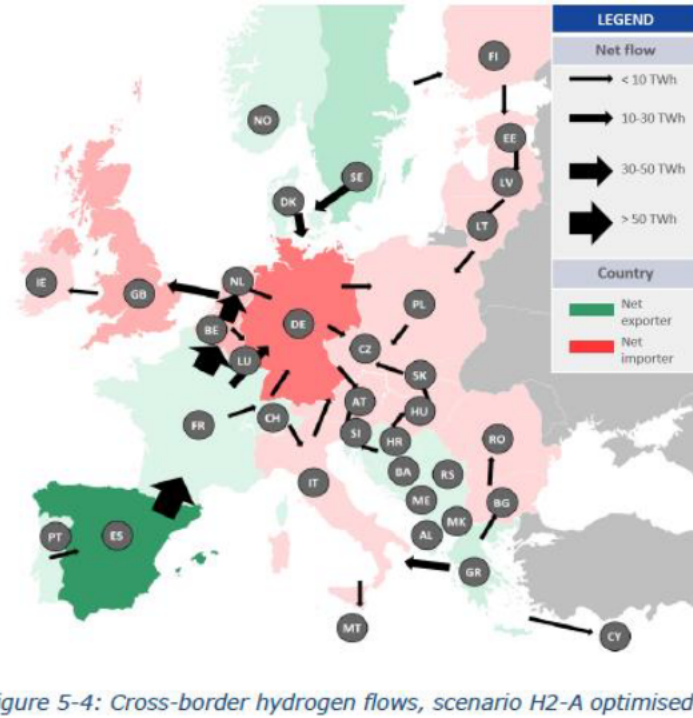 LEGEND
Net flow
< 10 TWh
10-30 TWh
30-50 TWh
> 50 TWh
Country
Net
exporter
Net
importer
FI
NO
EE
SE
LV
DK
LT
IE
GB
NL
PL
BE
DE
LU
CZ
SK
AT
HU
FR
CH
SI
HR
RO
IT
BA
RS
ME
BG
MK
PT
ES
AL
GR
MT
CY
igure 5-4: Cross-border hydrogen flows, scenario H2-A optimised